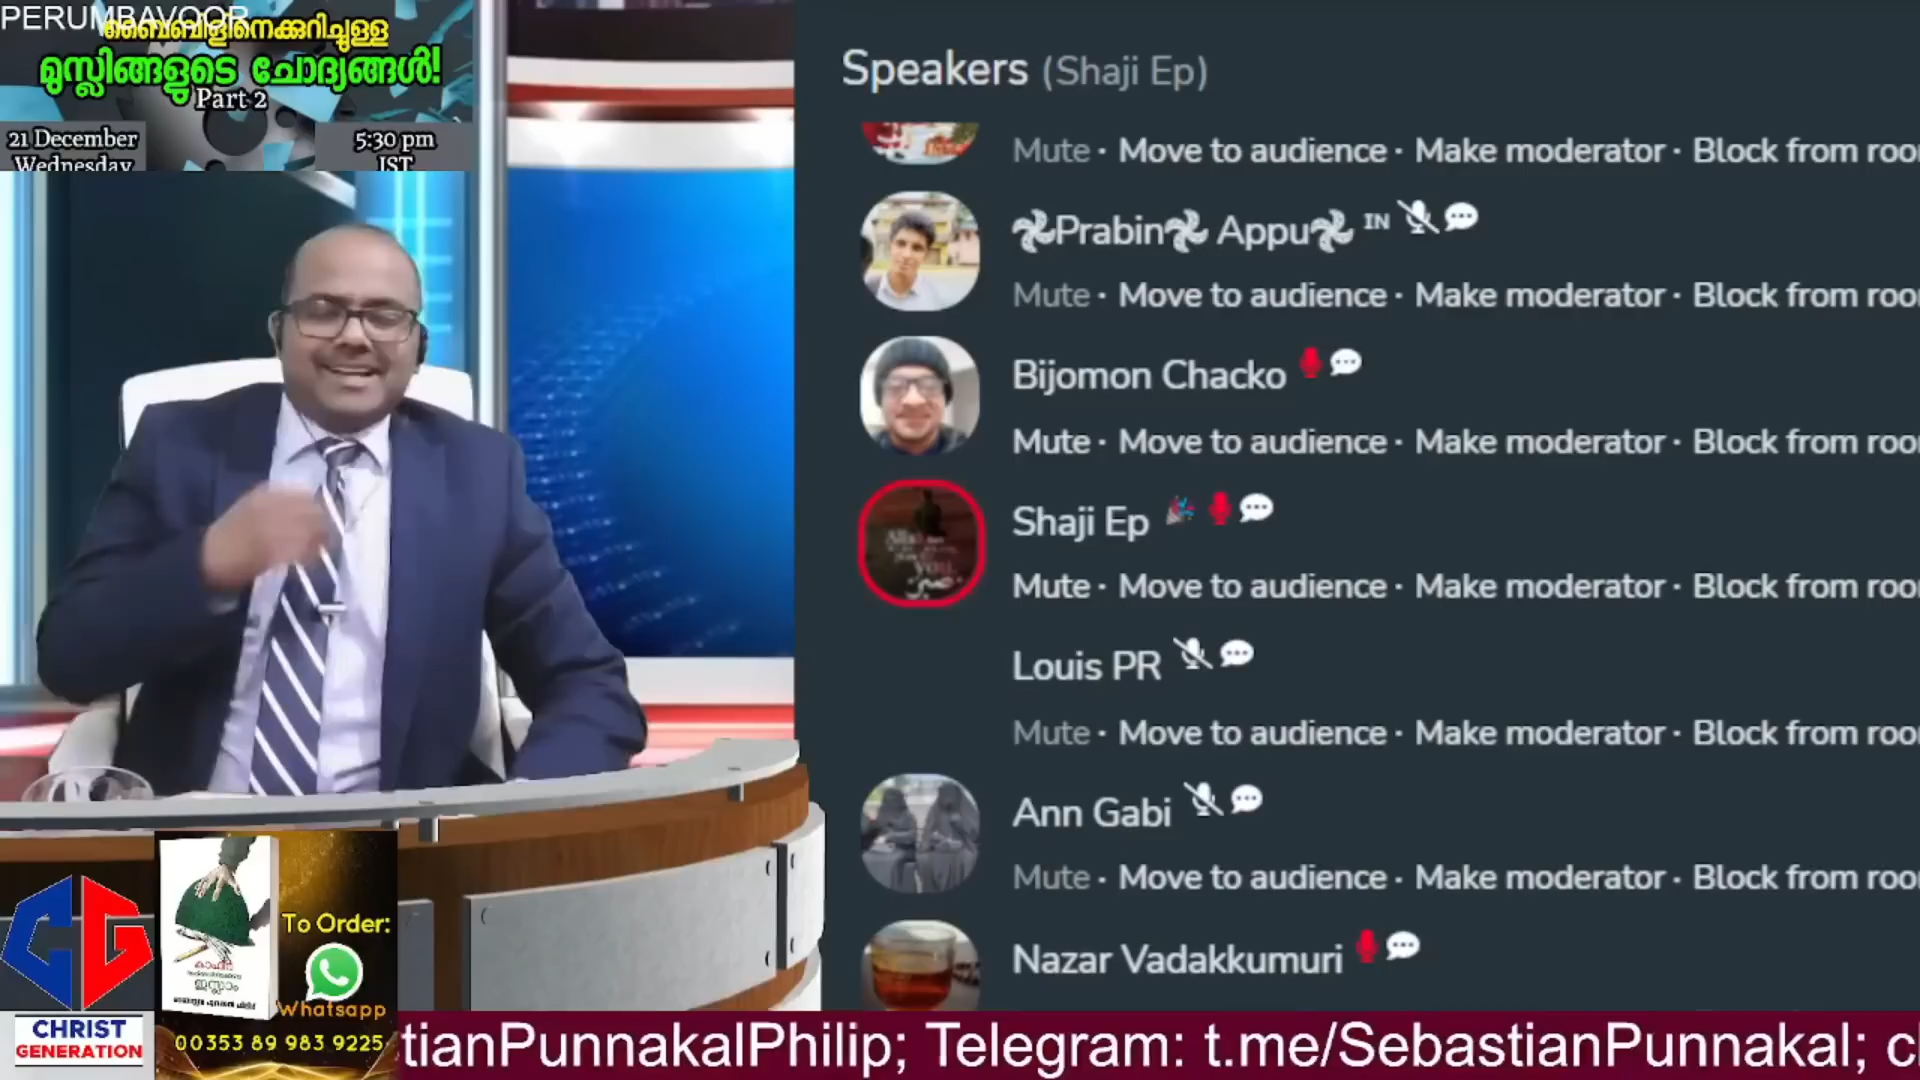 PERUMBAVOOR
ബൈബിളിനെക്കുറിച്ചുള്ള
മുസ്ലിങ്ങളുടെ ചോദ്യങ്ങൾ!
Part 2
21 December
Wednesday
5:30 pm
IST
Speakers (Shaji Ep)
Mute · Move to audience · Make moderator · Block from roo
Prabin Appu IN
Mute · Move to audience · Make moderator · Block from roo
Bijomon Chacko
Mute · Move to audience · Make moderator · Block from roo
Shaji Ep
Mute · Move to audience · Make moderator · Block from roo
Louis PR
Mute · Move to audience · Make moderator · Block from roo
Ann Gabi
Mute · Move to audience · Make moderator · Block from roo
Nazar Vadakkumuri
CG
CHRIST
GENERATION
ഇസ്ലാം
To Order:
Whatsapp
00353 89 983 9225
tianPunnakalPhilip; Telegram: t.me/SebastianPunnakal; c